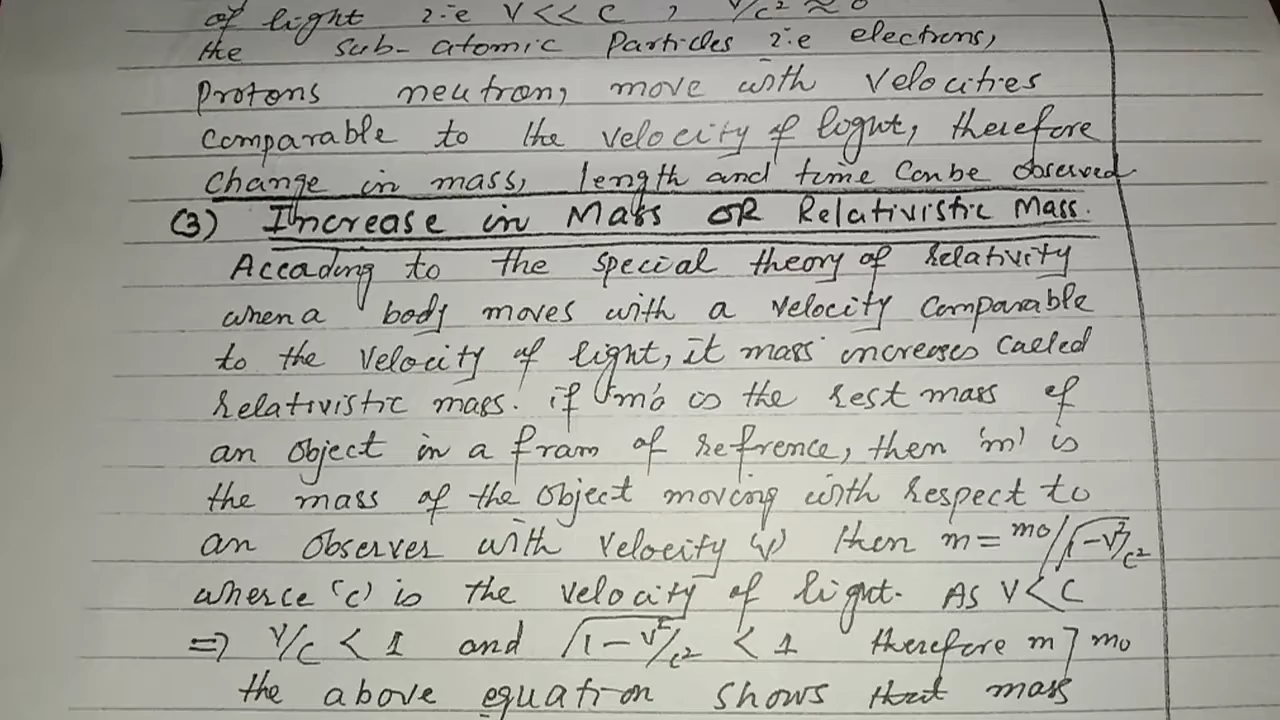 of light i.e V << C , V/c² ≈ 0
the sub-atomic Particles i.e electrons,
Protons neutron, move with velocities
comparable to the velocity of light, therefore
change in mass, length and time Can be observed
(3) Increase in Mass OR Relativistic Mass.
Accading to the special theory of relativity
when a body moves with a velocity comparable
to the velocity of light, it mass increases called
relativistic mass. if 'mo is the rest mass of
an object in a fram of refrence, then 'm' is
the mass of the object moving with respect to
an observer with velocity (v) then m = mo/√1-v²/c²
wherce 'c' is the velocity of light. As V < C
=> V/C < 1 and √1-v²/c² < 1 therefore m > mo
the above equation shows that mass